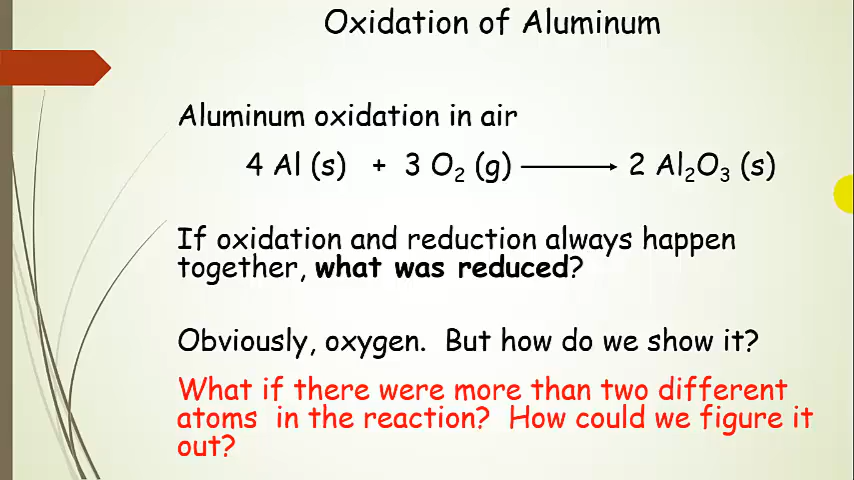 Oxidation of Aluminum
Aluminum oxidation in air
4 Al (s) + 3 O₂ (g) ⟶ 2 Al₂O₃ (s)
If oxidation and reduction always happen
together, what was reduced?
Obviously, oxygen. But how do we show it?
What if there were more than two different
atoms in the reaction? How could we figure it
out?